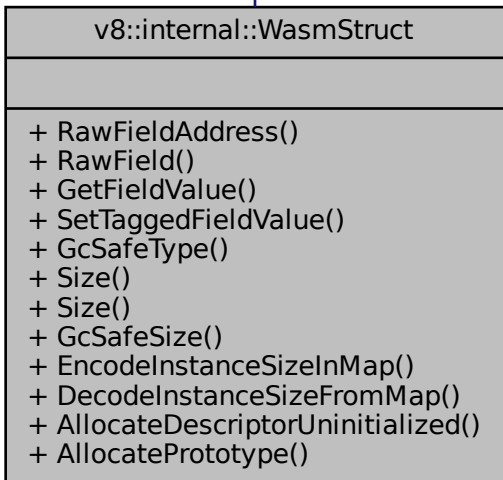 v8::internal::WasmStruct
+ RawFieldAddress()
+ RawField()
+ GetFieldValue()
+ SetTaggedFieldValue()
+ GcSafeType()
+ Size()
+ Size()
+ GcSafeSize()
+ EncodeInstanceSizeInMap()
+ DecodeInstanceSizeFromMap()
+ AllocateDescriptorUninitialized()
+ AllocatePrototype()